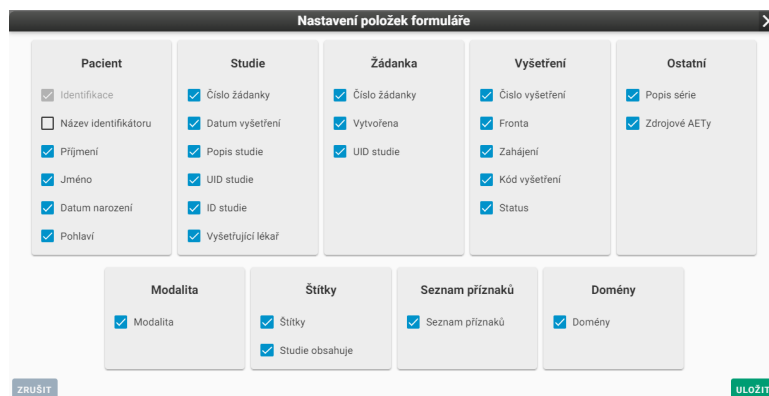 Nastavení položek formuláře
Pacient
Identifikace
Název identifikátoru
Příjmení
Jméno
Datum narození
Pohlaví
Studie
Číslo žádanky
Datum vyšetření
Popis studie
UID studie
ID studie
Vyšetřující lékař
Žádanka
Číslo žádanky
Vytvořena
UID studie
Vyšetření
Čislo vyšetření
Fronta
Zahájení
Kód vyšetření
Status
Ostatní
Popis série
Zdrojové AETy
Modalita
Modalita
Štítky
Štítky
Studie obsahuje
Seznam příznaků
Seznam příznaků
Domény
Domény
ZRUŠIT
ULOŽIT